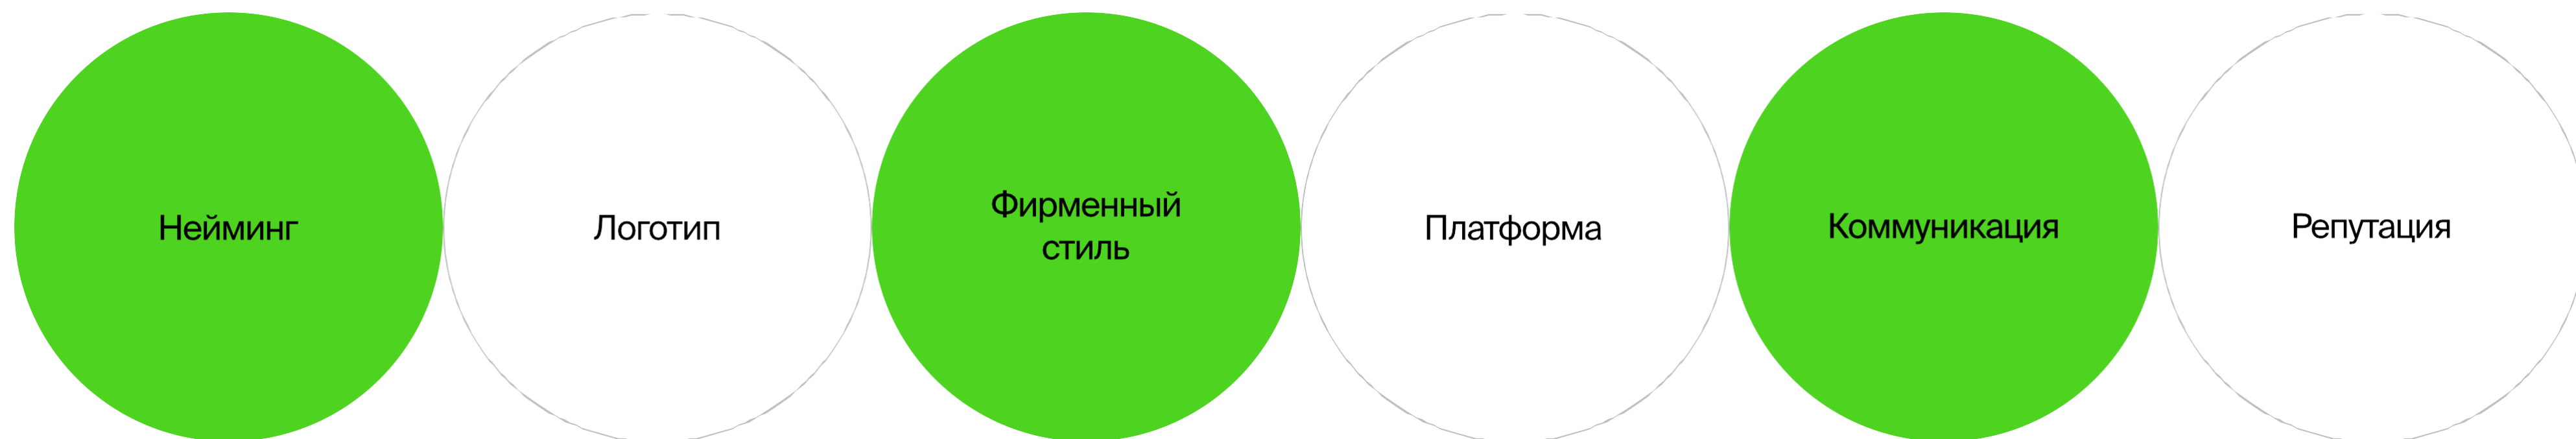 Нейминг
Логотип
Фирменный
стиль
Платформа
Коммуникация
Репутация